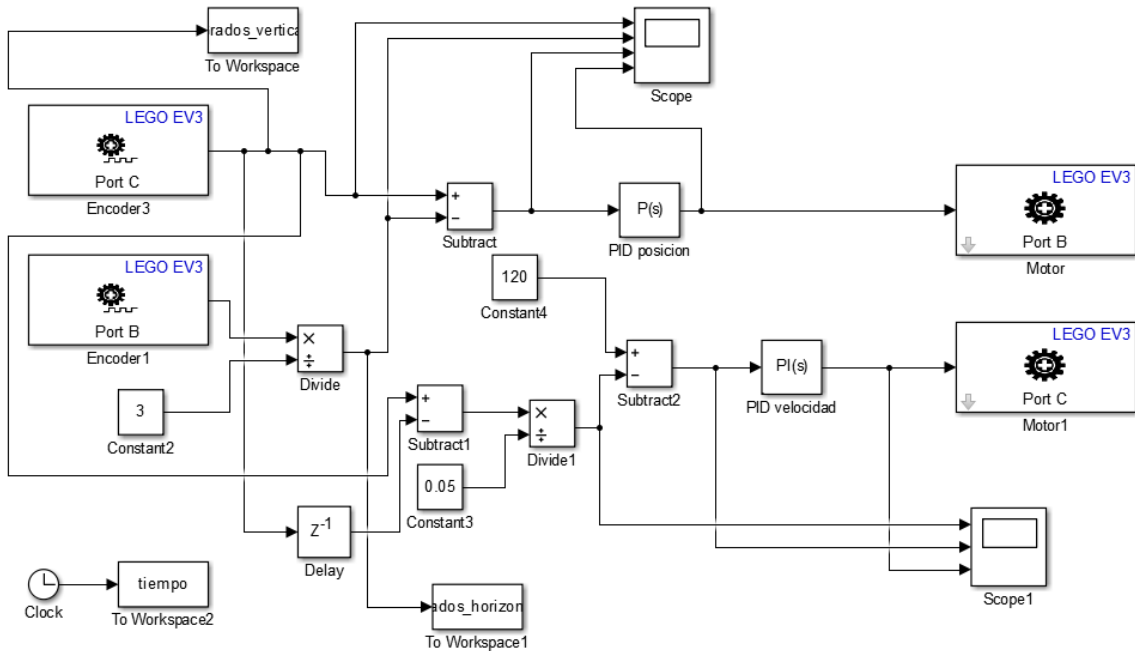 rados_vertica
To Workspace
Scope
LEGO EV3
Port C
Encoder3
+
−
Subtract
P(s)
PID posicion
LEGO EV3
Port B
Motor
LEGO EV3
Port B
Encoder1
120
Constant4
×
÷
Divide
3
Constant2
+
−
Subtract2
PI(s)
PID velocidad
LEGO EV3
Port C
Motor1
+
−
Subtract1
×
÷
Divide1
0.05
Constant3
Z-1
Delay
Scope1
Clock
tiempo
To Workspace2
ados_horizon
To Workspace1